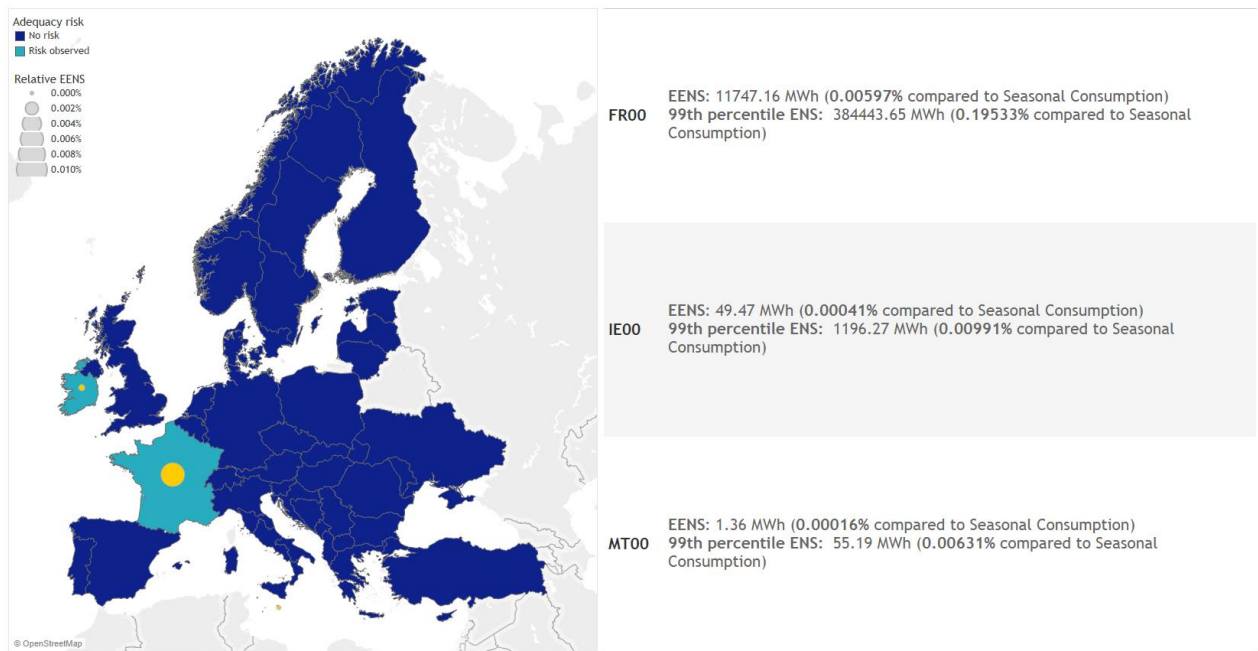 Adequacy risk
No risk
Risk observed
Relative EENS
0.000%
0.002%
0.004%
0.006%
0.008%
0.010%
© OpenStreetMap
FR00
EENS: 11747.16 MWh (0.00597% compared to Seasonal Consumption)
99th percentile ENS: 384443.65 MWh (0.19533% compared to Seasonal
Consumption)
IE00
EENS: 49.47 MWh (0.00041% compared to Seasonal Consumption)
99th percentile ENS: 1196.27 MWh (0.00991% compared to Seasonal
Consumption)
MT00
EENS: 1.36 MWh (0.00016% compared to Seasonal Consumption)
99th percentile ENS: 55.19 MWh (0.00631% compared to Seasonal
Consumption)